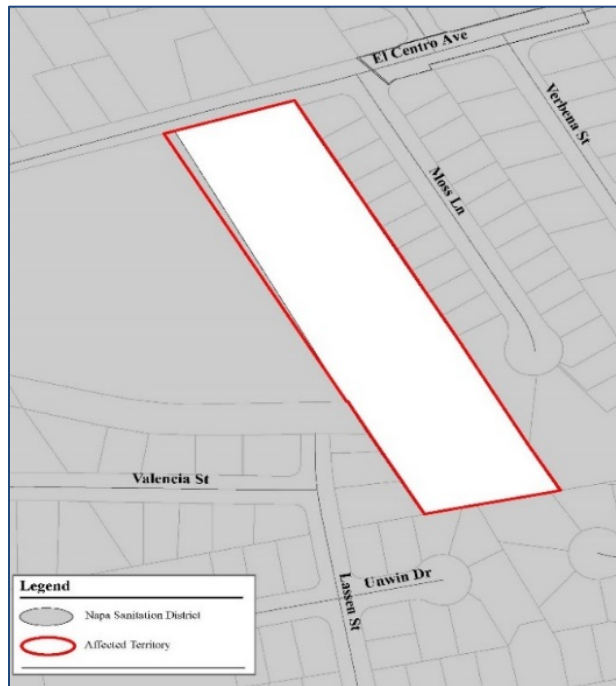 El Centro Ave
Verbena St
Moss Ln
Valencia St
Unwin Dr
Lassen St
Legend
Napa Sanitation District
Affected Territory